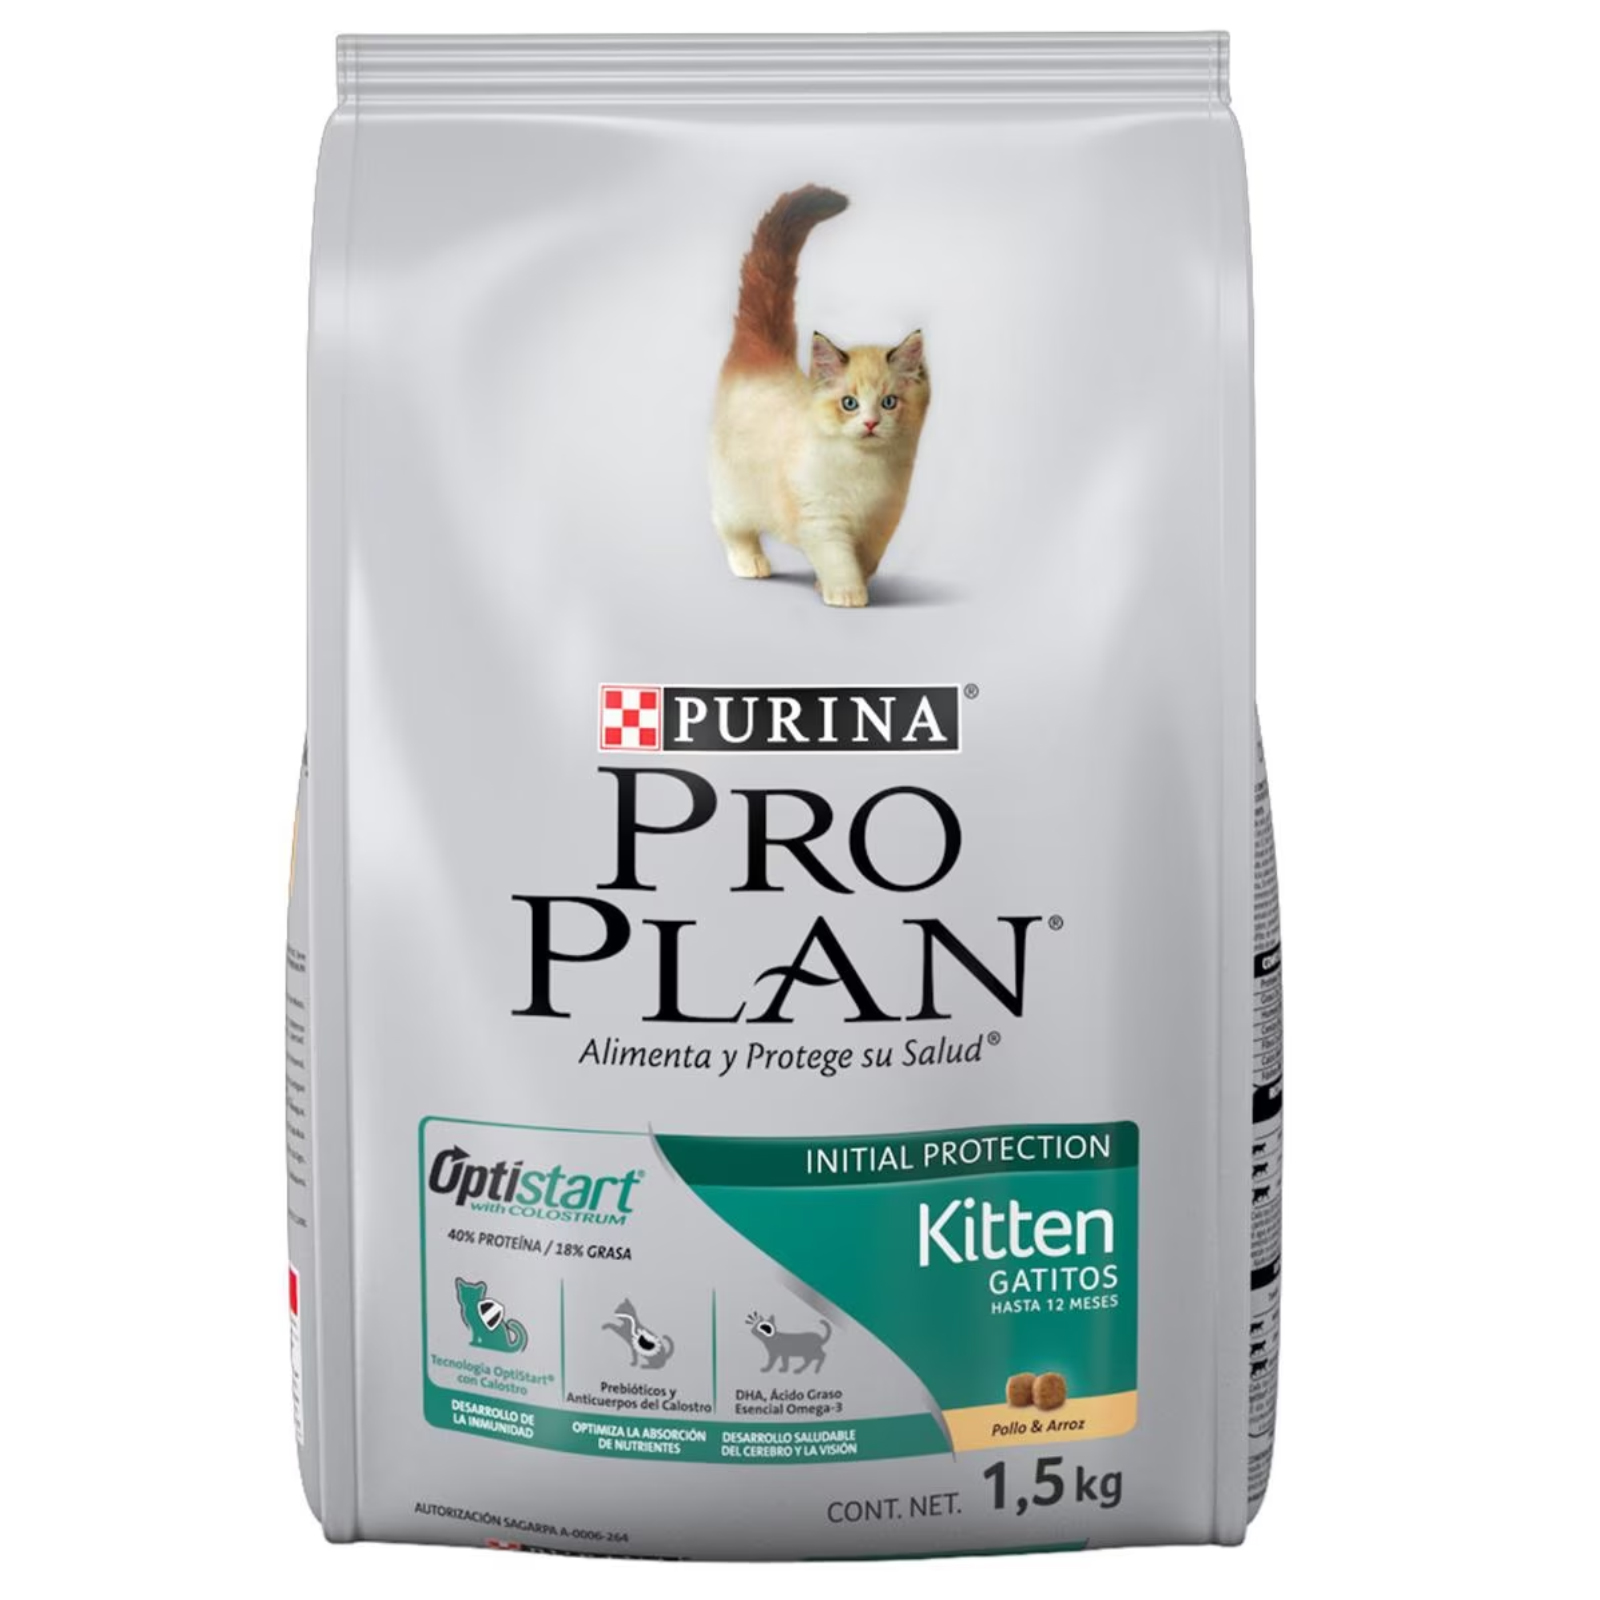 PURINA®
PRO
PLAN®
Alimenta y Protege su Salud®
INITIAL PROTECTION
Optistart®
with COLOSTRUM
40% PROTEÍNA / 18% GRASA
Kitten
GATITOS
HASTA 12 MESES
Tecnología OptiStart®
con Calostro
DESARROLLO DE
LA INMUNIDAD
Prebióticos y
Anticuerpos del Calostro
OPTIMIZA LA ABSORCIÓN
DE NUTRIENTES
DHA, Ácido Graso
Esencial Omega-3
DESARROLLO SALUDABLE
DEL CEREBRO Y LA VISIÓN
Pollo & Arroz
CONT. NET. 1,5 kg
AUTORIZACIÓN SAGARPA A-0006-264